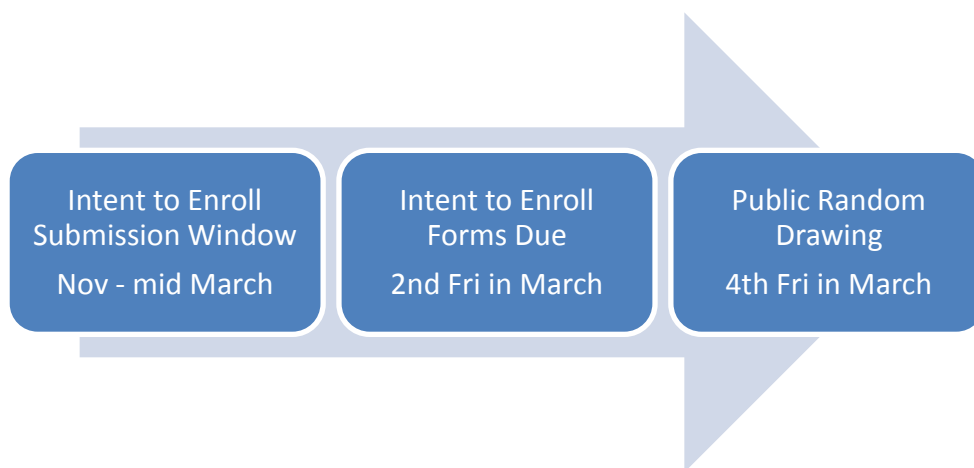 Intent to Enroll
Submission Window
Nov - mid March
Intent to Enroll
Forms Due
2nd Fri in March
Public Random
Drawing
4th Fri in March